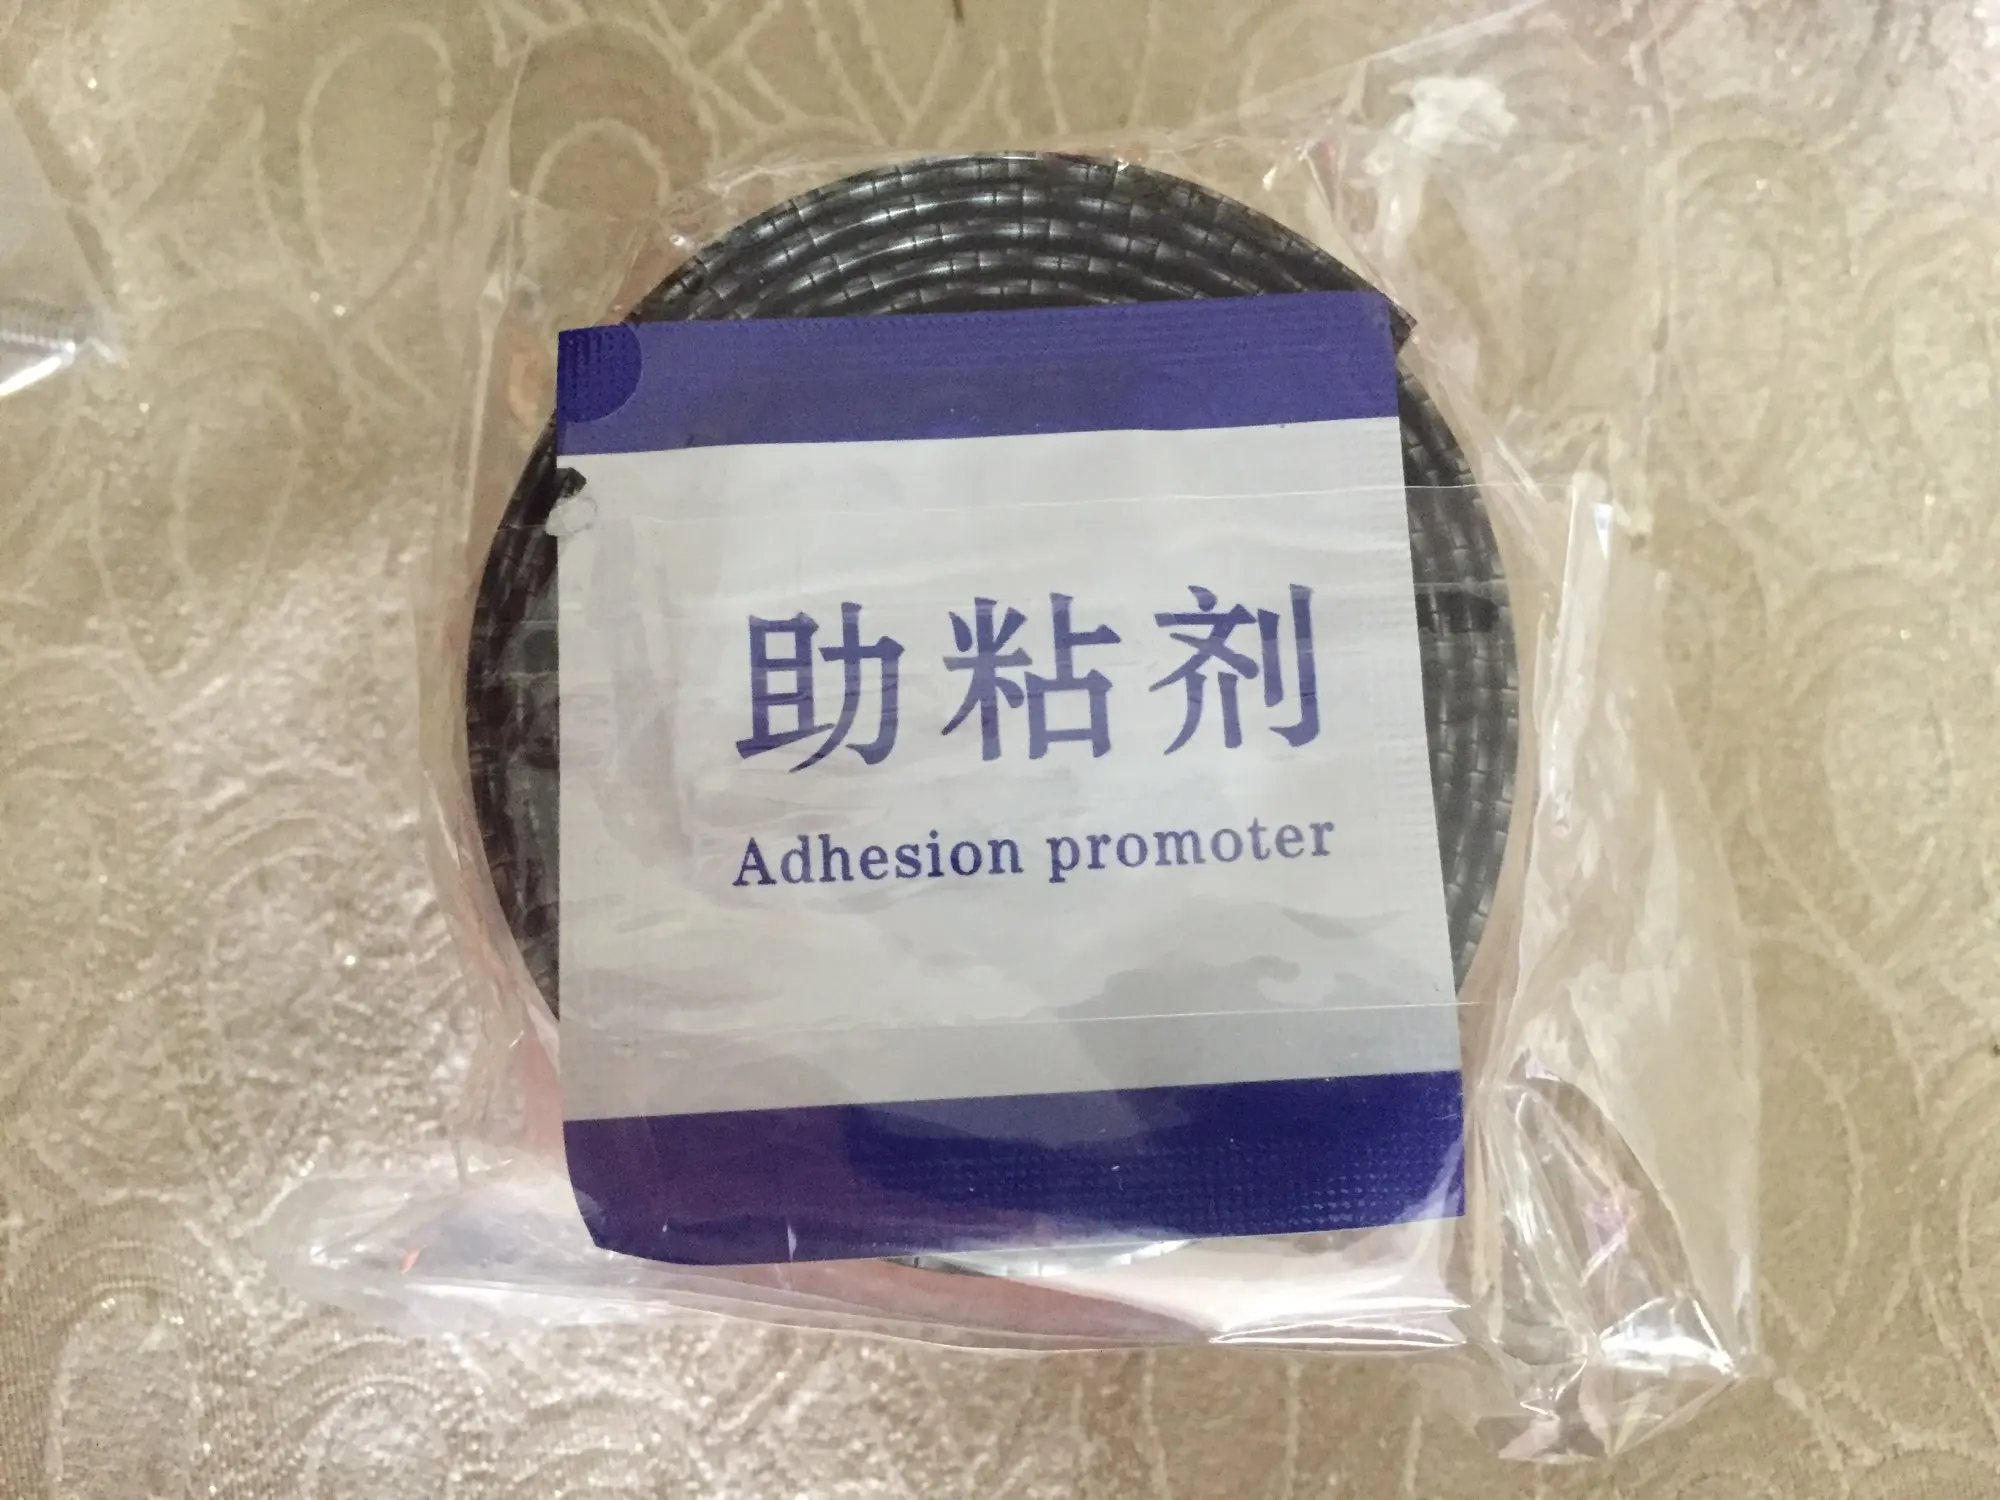 助粘剂
Adhesion promoter